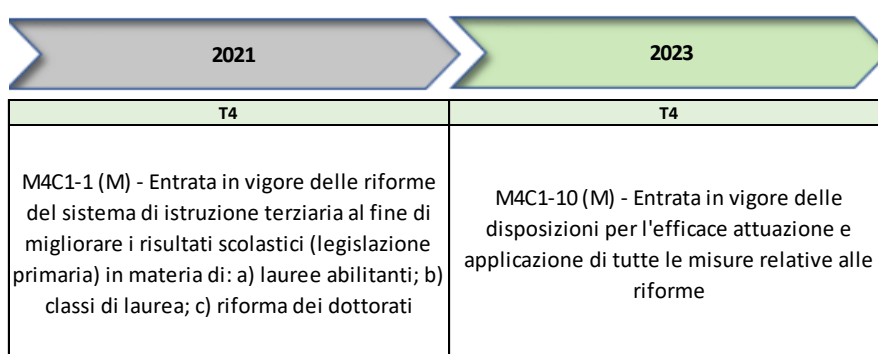 2021
2023
T4
T4
M4C1-1 (M) - Entrata in vigore delle riforme
del sistema di istruzione terziaria al fine di
migliorare i risultati scolastici (legislazione
primaria) in materia di: a) lauree abilitanti; b)
classi di laurea; c) riforma dei dottorati
M4C1-10 (M) - Entrata in vigore delle
disposizioni per l'efficace attuazione e
applicazione di tutte le misure relative alle
riforme